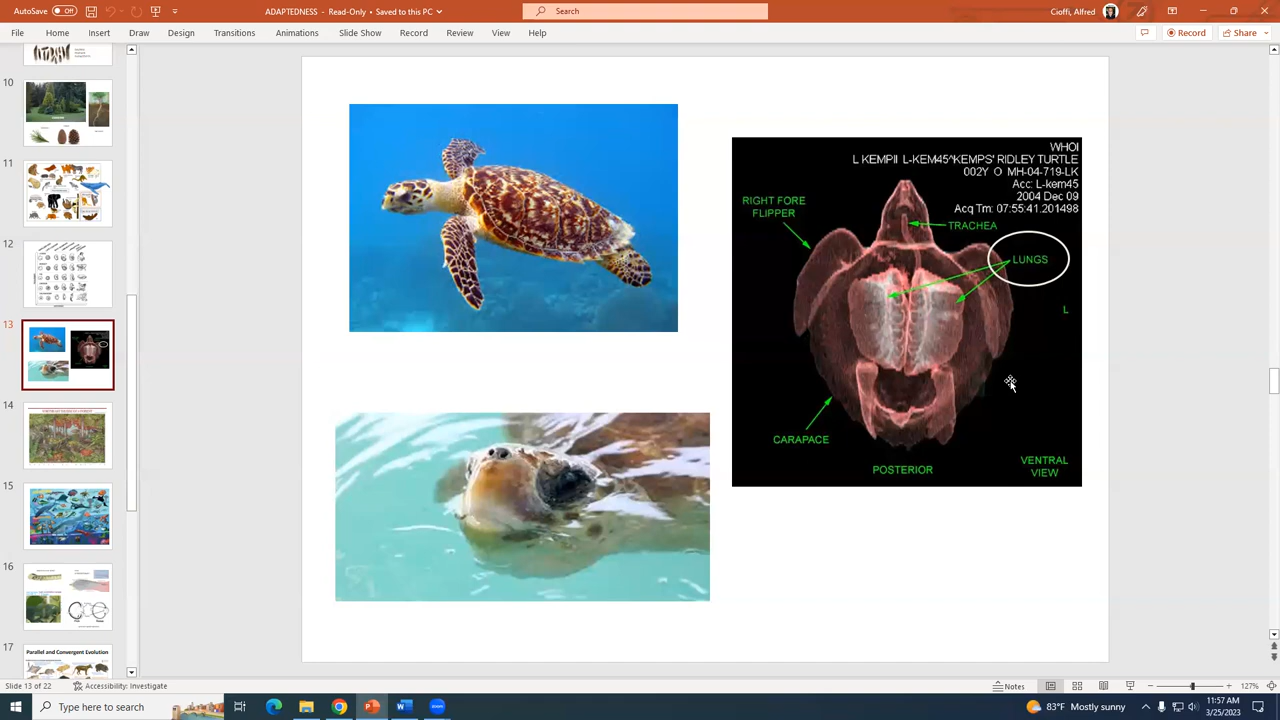 AutoSave
Off
ADAPTEDNESS - Read-Only • Saved to this PC
Search
Cioffi, Alfred
File
Home
Insert
Draw
Design
Transitions
Animations
Slide Show
Record
Review
View
Help
Record
Share
10
11
12
13
14
15
16
17
Parallel and Convergent Evolution
WHOI
L KEMPII L-KEM45^KEMPS' RIDLEY TURTLE
002Y O MH-04-719-LK
Acc: L-kem45
2004 Dec 09
Acq Tm: 07:55:41.201498
RIGHT FORE
FLIPPER
TRACHEA
LUNGS
L
CARAPACE
POSTERIOR
VENTRAL
VIEW
Slide 13 of 22
Accessibility: Investigate
Notes
127%
Type here to search
83°F Mostly sunny
11:57 AM
3/25/2023